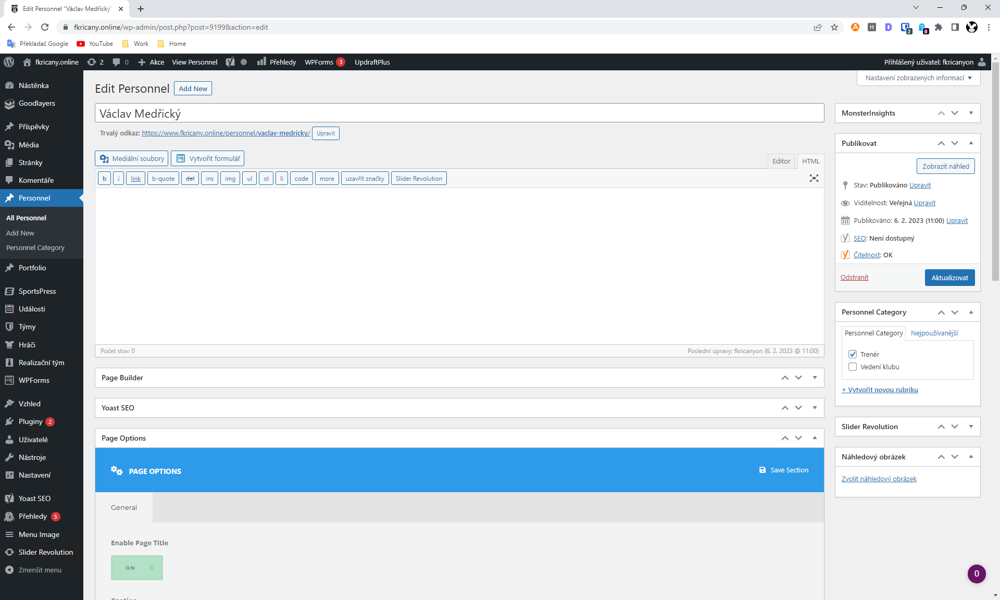 Edit Personnel "Václav Medřický"
fkricany.online/wp-admin/post.php?post=9199&action=edit
H
D
2
0
Překladač Google
YouTube
Work
Home
fkricany.online
2
0
Akce
View Personnel
Přehledy
WPForms
3
UpdraftPlus
Přihlášený uživatel: fkricanyon
Nastavení zobrazených informací
Nástěnka
Goodlayers
Příspěvky
Média
Stránky
Komentáře
Personnel
All Personnel
Add New
Personnel Category
Portfolio
SportsPress
Události
Týmy
Hráči
Realizační tým
WPForms
Vzhled
Pluginy 2
Uživatelé
Nástroje
Nastavení
Yoast SEO
Přehledy 5
Menu Image
Slider Revolution
Zmenšit menu
Edit Personnel
Add New
Václav Medřický
Trvalý odkaz: https://www.fkricany.online/personnel/vaclav-medricky/ Upravit
Mediální soubory
Vytvořit formulář
Editor
HTML
b
i
link
b-quote
del
ins
img
ul
ol
li
code
more
uzavřít značky
Slider Revolution
Počet slov: 0
Poslední úpravy: fkricanyon (6. 2. 2023 @ 11:00)
Page Builder
Yoast SEO
Page Options
PAGE OPTIONS
Save Section
General
Enable Page Title
ON
MonsterInsights
Publikovat
Zobrazit náhled
Stav: Publikováno Upravit
Viditelnost: Veřejná Upravit
Publikováno: 6. 2. 2023 (11:00) Upravit
SEO: Není dostupný
Čitelnost: OK
Odstranit
Aktualizovat
Personnel Category
Personnel Category
Nejpoužívanější
Trenér
Vedení klubu
+ Vytvořit novou rubriku
Slider Revolution
Náhledový obrázek
Zvolit náhledový obrázek
0